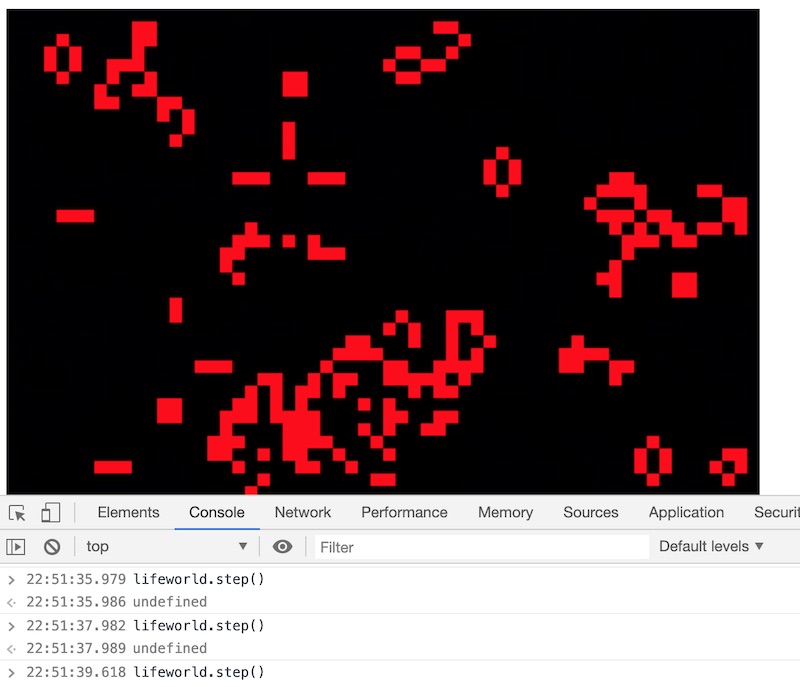 Elements Console Network Performance Memory Sources Application Securit
top Filter Default levels
22:51:35.979 lifeworld.step()
22:51:35.986 undefined
22:51:37.982 lifeworld.step()
22:51:37.989 undefined
22:51:39.618 lifeworld.step()